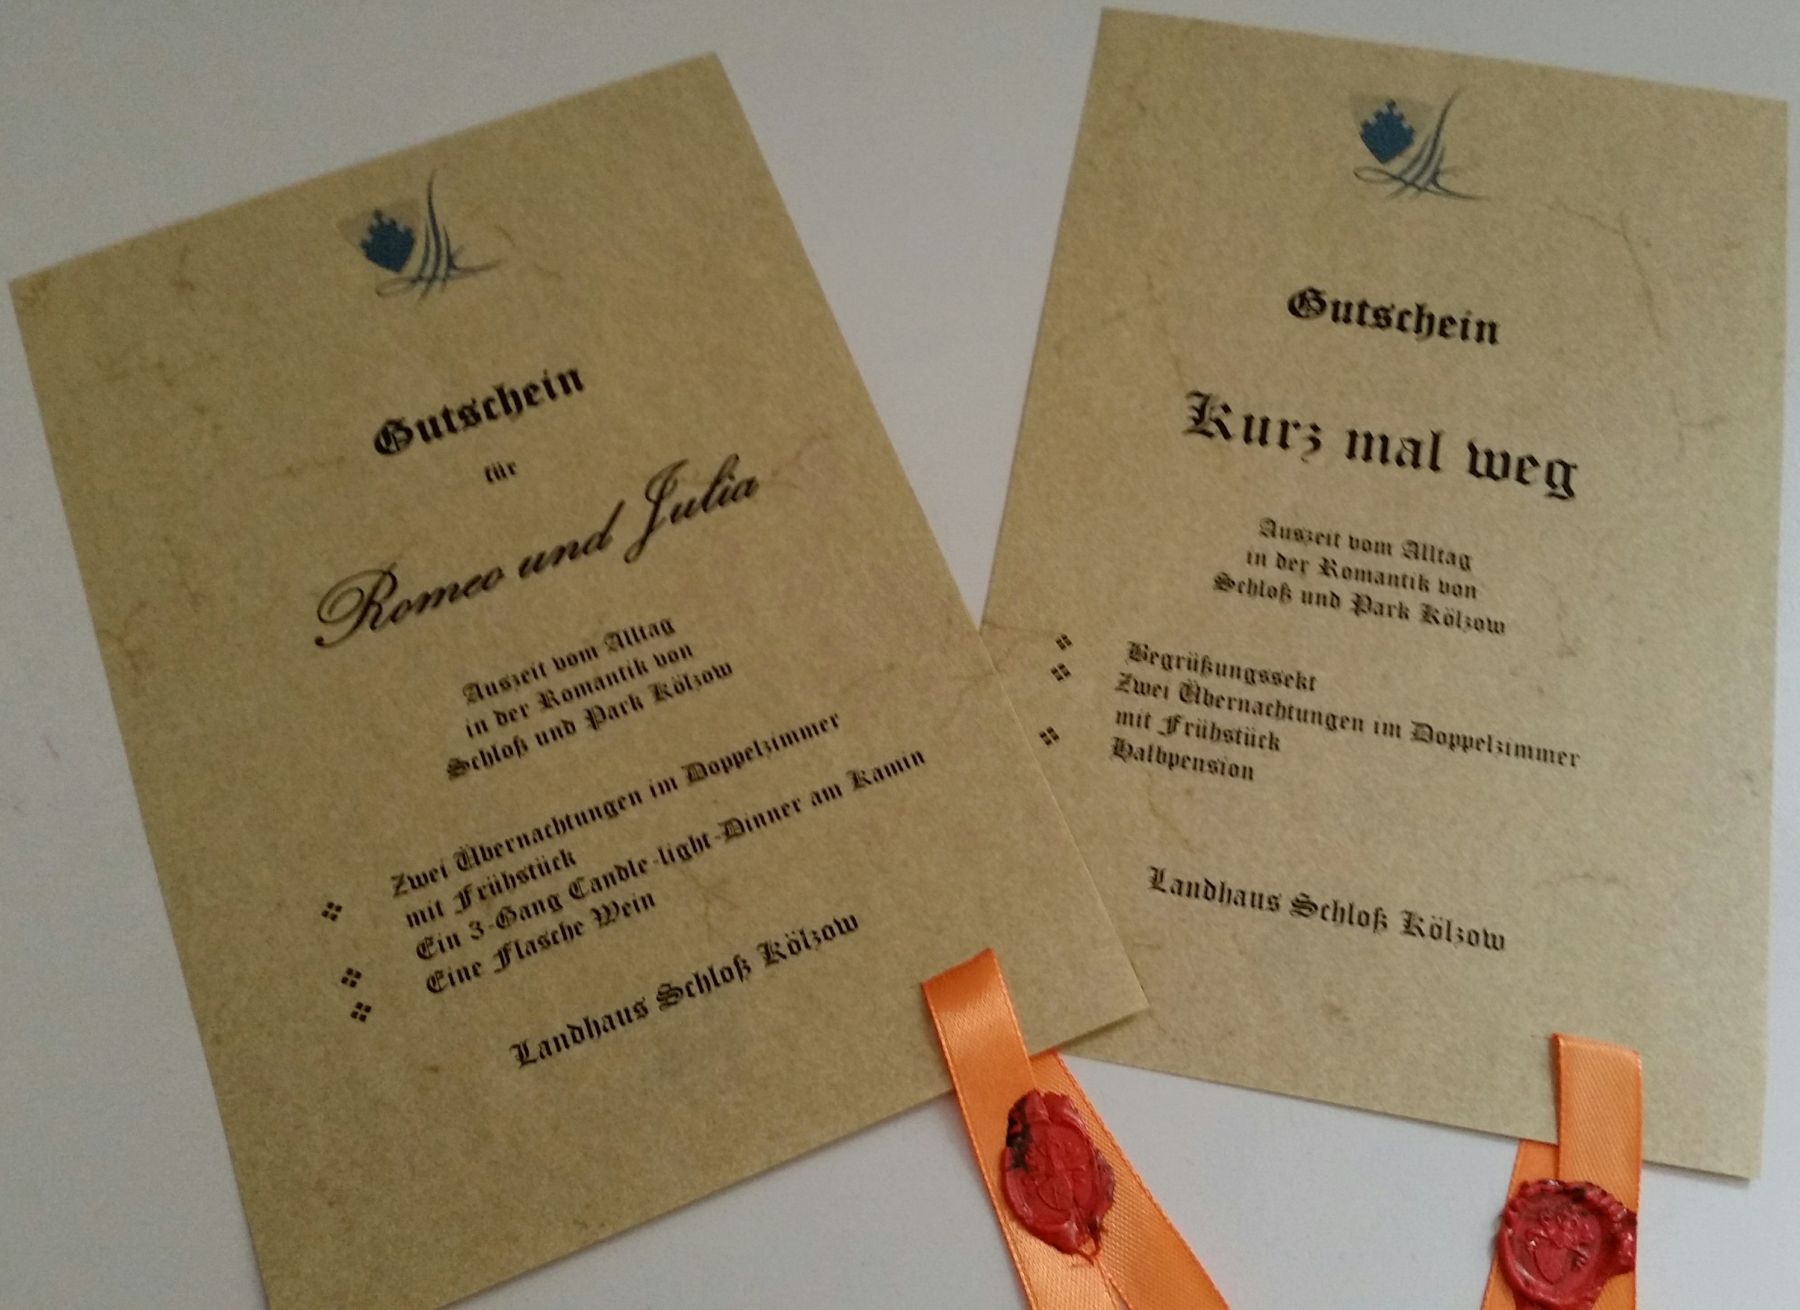 Gutschein
für
Romeo und Julia
Auszeit vom Alltag
in der Romantik von
Schloß und Park Kölzow
Zwei Übernachtungen im Doppelzimmer
mit Frühstück
Ein 3-Gang Candle-light-Dinner am Kamin
Eine Flasche Wein
Landhaus Schloß Kölzow
Gutschein
Kurz mal weg
Auszeit vom Alltag
in der Romantik von
Schloß und Park Kölzow
Begrüßungssekt
Zwei Übernachtungen im Doppelzimmer
mit Frühstück
Halbpension
Landhaus Schloß Kölzow